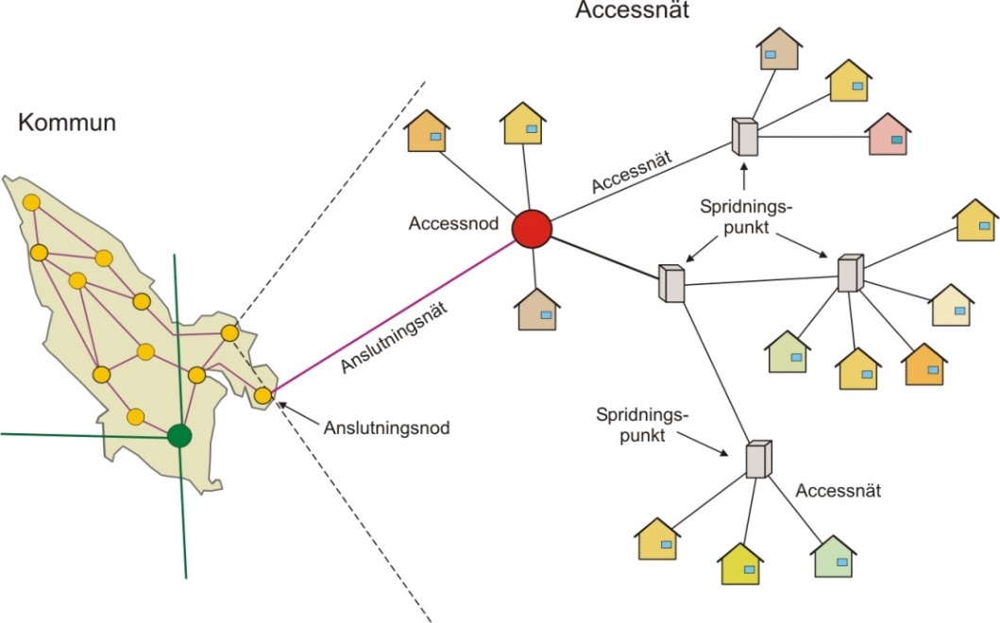 Accessnät
Kommun
Accessnät
Accessnod
Spridnings-
punkt
Anslutningsnät
Anslutningsnod
Spridnings-
punkt
Accessnät